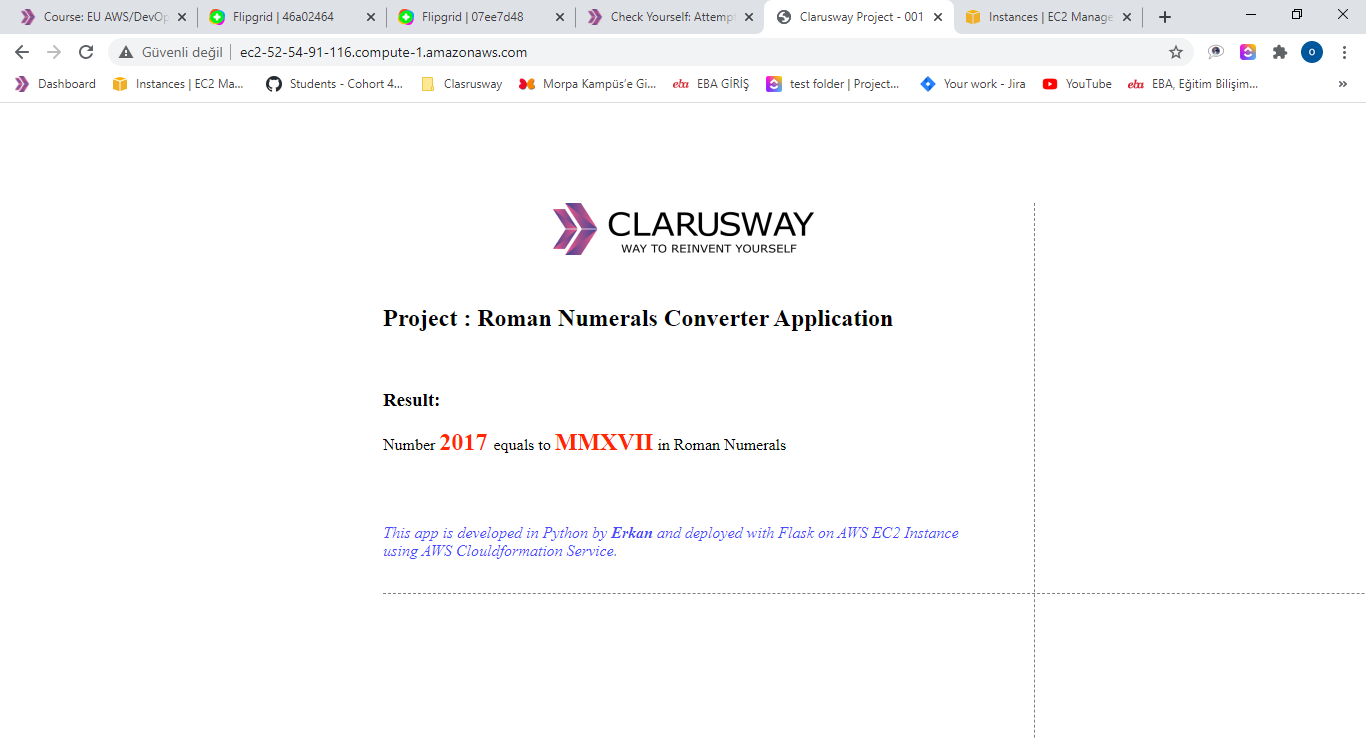 Course: EU AWS/DevOp
Flipgrid | 46a02464
Flipgrid | 07ee7d48
Check Yourself: Attemp
Clarusway Project - 001
Instances | EC2 Manage
Güvenli değil
ec2-52-54-91-116.compute-1.amazonaws.com
o
Dashboard
Instances | EC2 Ma...
Students - Cohort 4...
Clasrusway
Morpa Kampüs'e Gi...
eba EBA GİRİŞ
test folder | Project...
Your work - Jira
YouTube
eba EBA, Eğitim Bilişim...
CLARUSWAY
WAY TO REINVENT YOURSELF
Project : Roman Numerals Converter Application
Result:
Number 2017 equals to MMXVII in Roman Numerals
This app is developed in Python by Erkan and deployed with Flask on AWS EC2 Instance
using AWS Clouldformation Service.